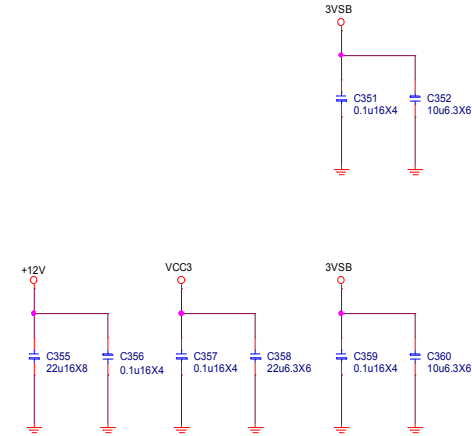 3VSB
C351
0.1u16X4
C352
10u6.3X6
+12V
VCC3
3VSB
C355
22u16X8
C356
0.1u16X4
C357
0.1u16X4
C358
22u6.3X6
C359
0.1u16X4
C360
10u6.3X6